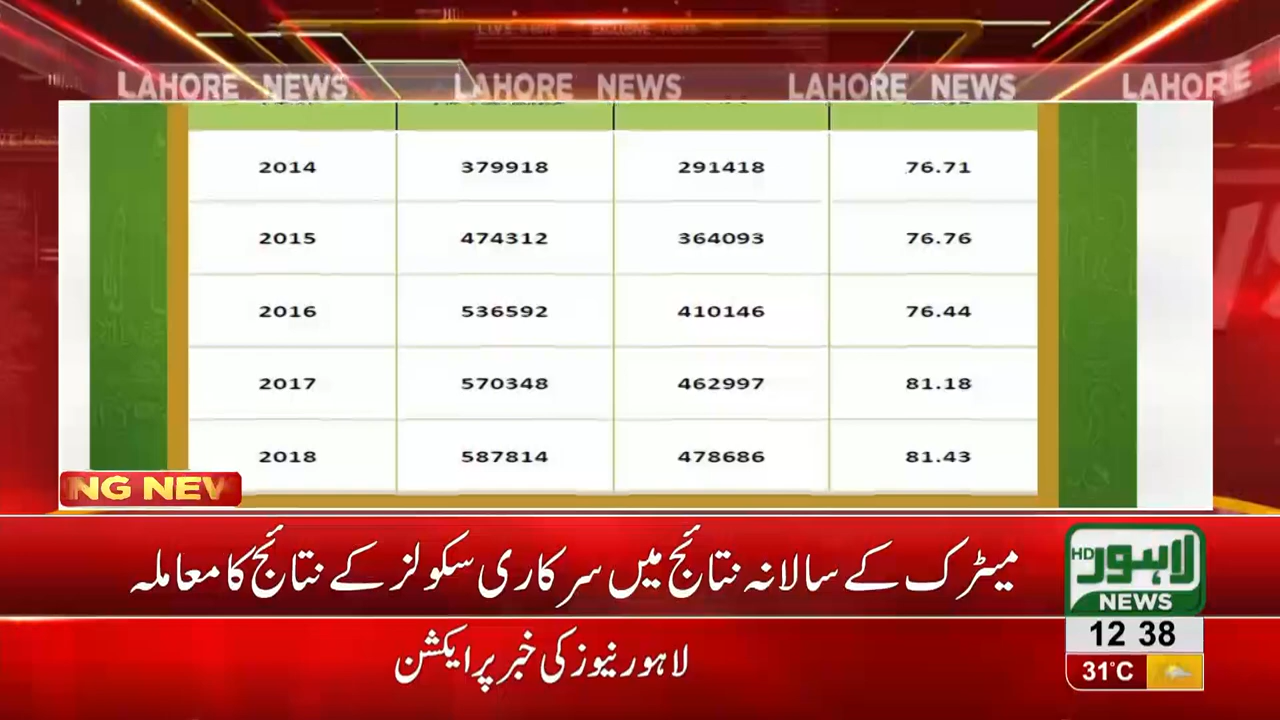 LAHORE NEWS LAHORE NEWS LAHORE NEWS LAHORE
2014 379918 291418 76.71
2015 474312 364093 76.76
2016 536592 410146 76.44
2017 570348 462997 81.18
2018 587814 478686 81.43
NG NEW
میٹرک کے سالانہ نتائج میں سرکاری سکولز کے نتائج کا معاملہ
لاہور نیوز کی خبر پر ایکشن
لاہور HD
NEWS
12 38
31°C